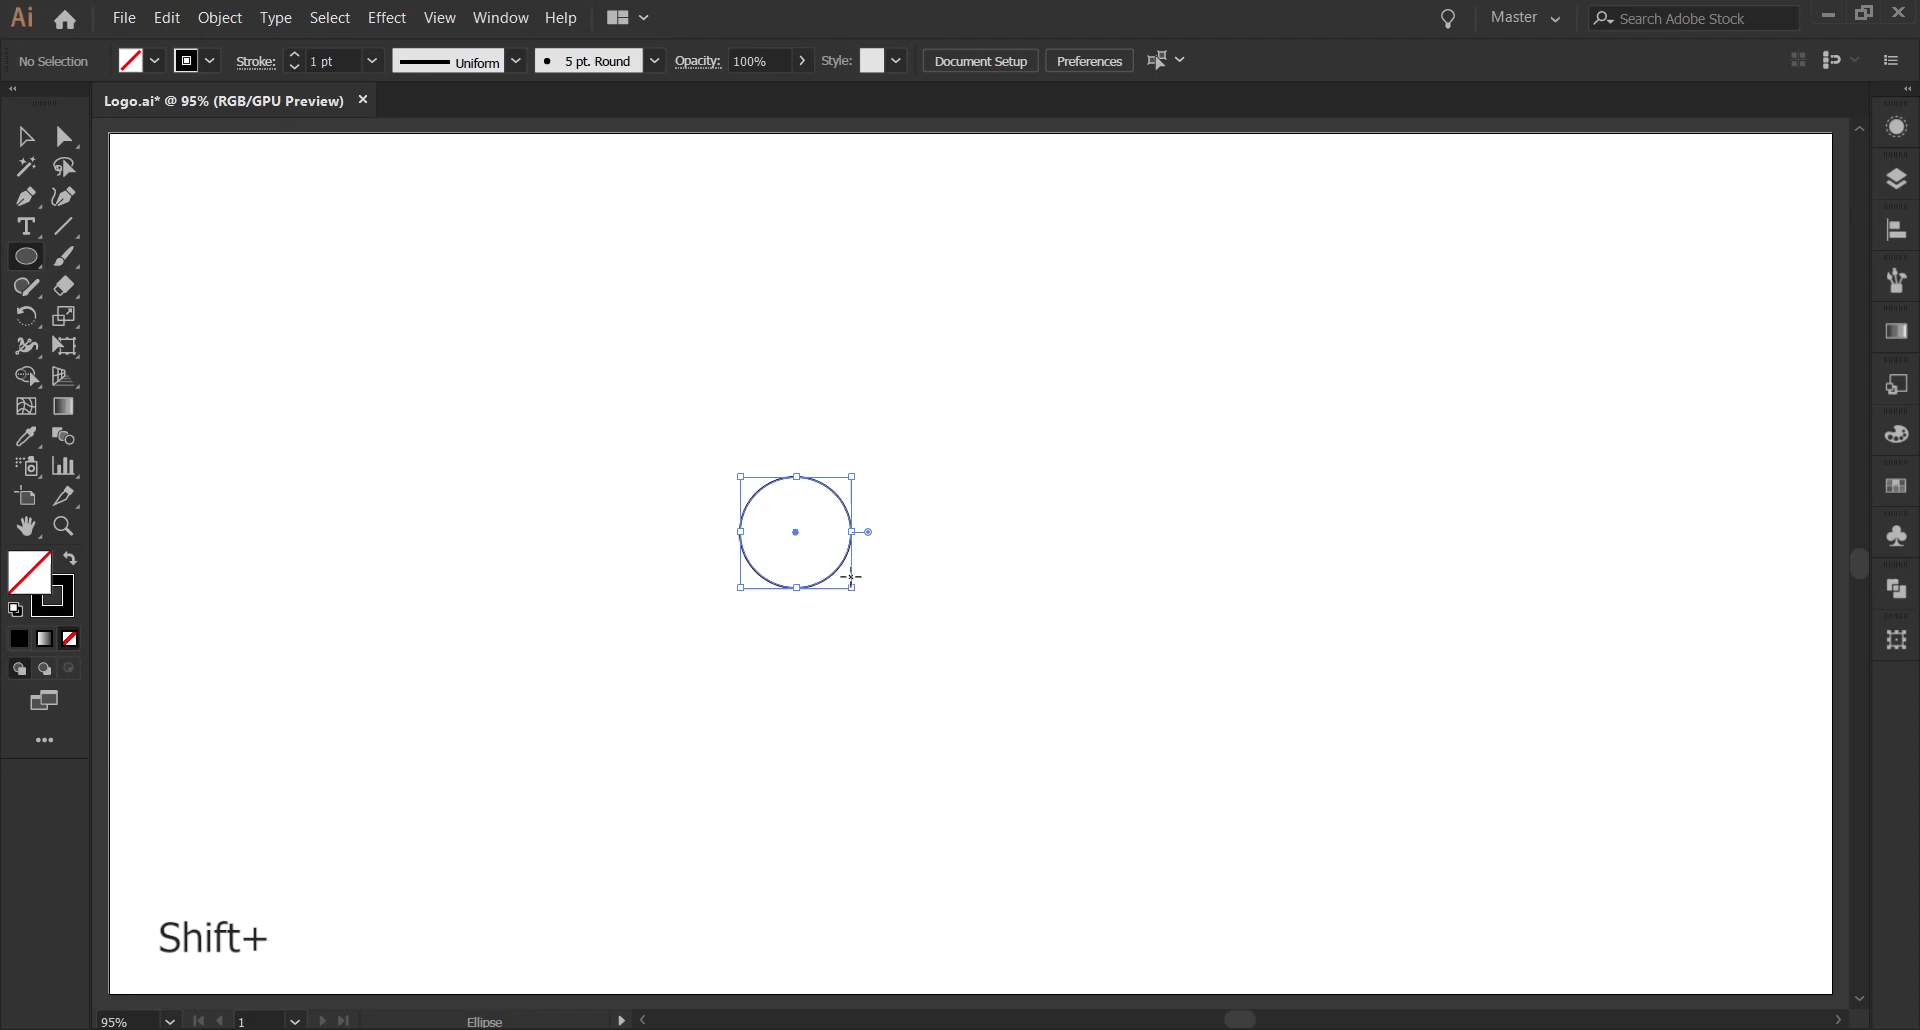 Ai File Edit Object Type Select Effect View Window Help Master Search Adobe Stock
No Selection Stroke: 1 pt Uniform 5 pt. Round Opacity: 100% Style: Document Setup Preferences
Logo.ai* @ 95% (RGB/GPU Preview) ×
Shift+
95% 1 Ellipse